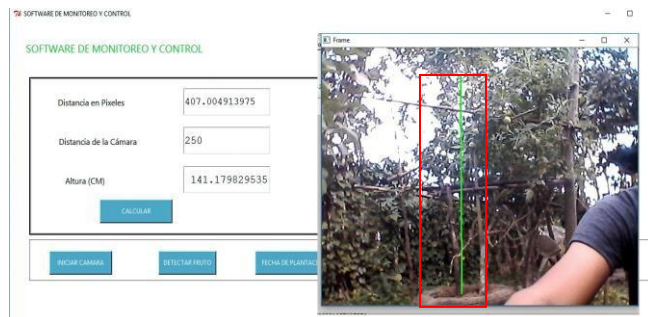 SOFTWARE DE MONITOREO Y CONTROL
SOFTWARE DE MONITOREO Y CONTROL
Frame
Distancia en Pixeles
407.004913975
Distancia de la Cámara
250
Altura (CM)
141.179829535
CALCULAR
INICIAR CAMARA
DETECTAR FRUTO
FECHA DE PLANTAC